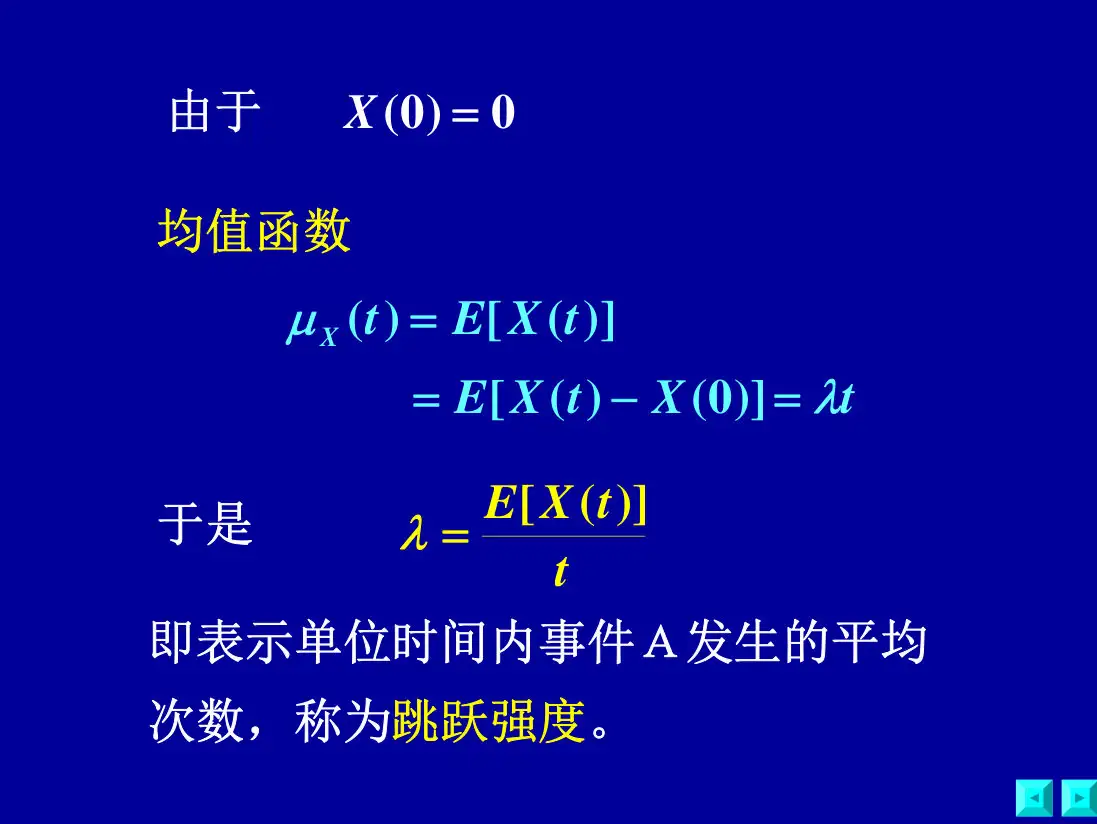 由于 X(0) = 0
均值函数
μ_X(t) = E[X(t)]
= E[X(t) − X(0)] = λt
于是 λ = E[X(t)] / t
即表示单位时间内事件A发生的平均
次数，称为跳跃强度。